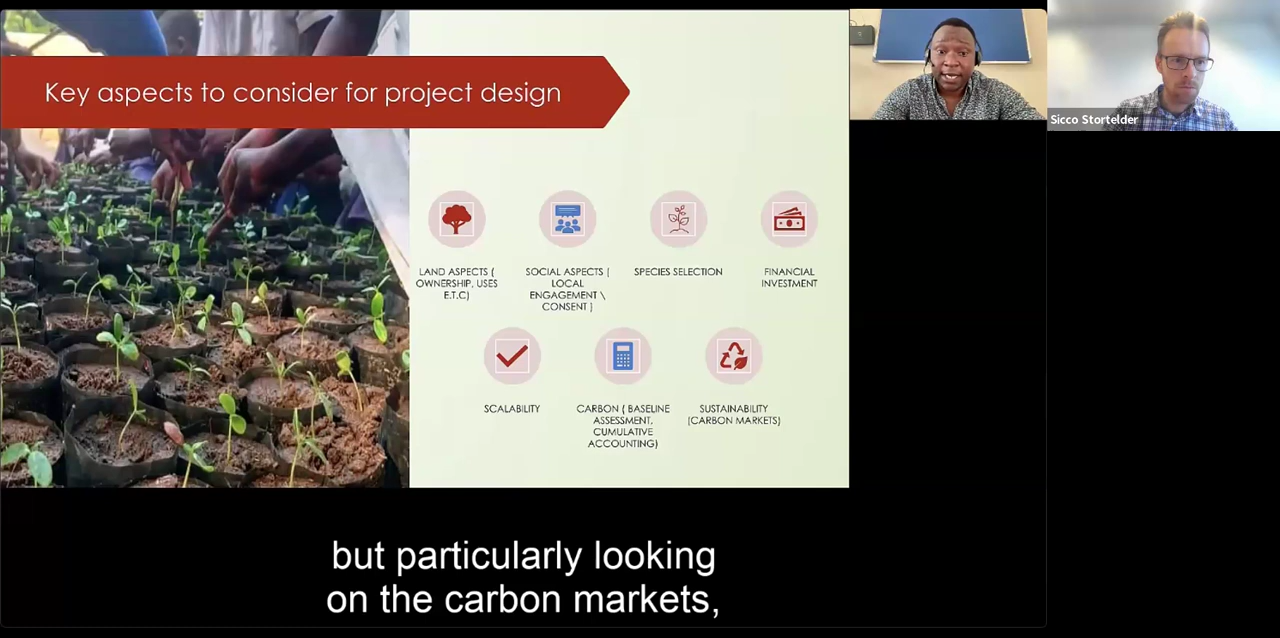 Key aspects to consider for project design
Sicco Stortelder
LAND ASPECTS (
OWNERSHIP, USES
E.T.C)
SOCIAL ASPECTS (
LOCAL
ENGAGEMENT \
CONSENT )
SPECIES SELECTION
FINANCIAL
INVESTMENT
SCALABILITY
CARBON ( BASELINE
ASSESSMENT,
CUMULATIVE
ACCOUNTING)
SUSTAINABILITY
(CARBON MARKETS)
but particularly looking
on the carbon markets,